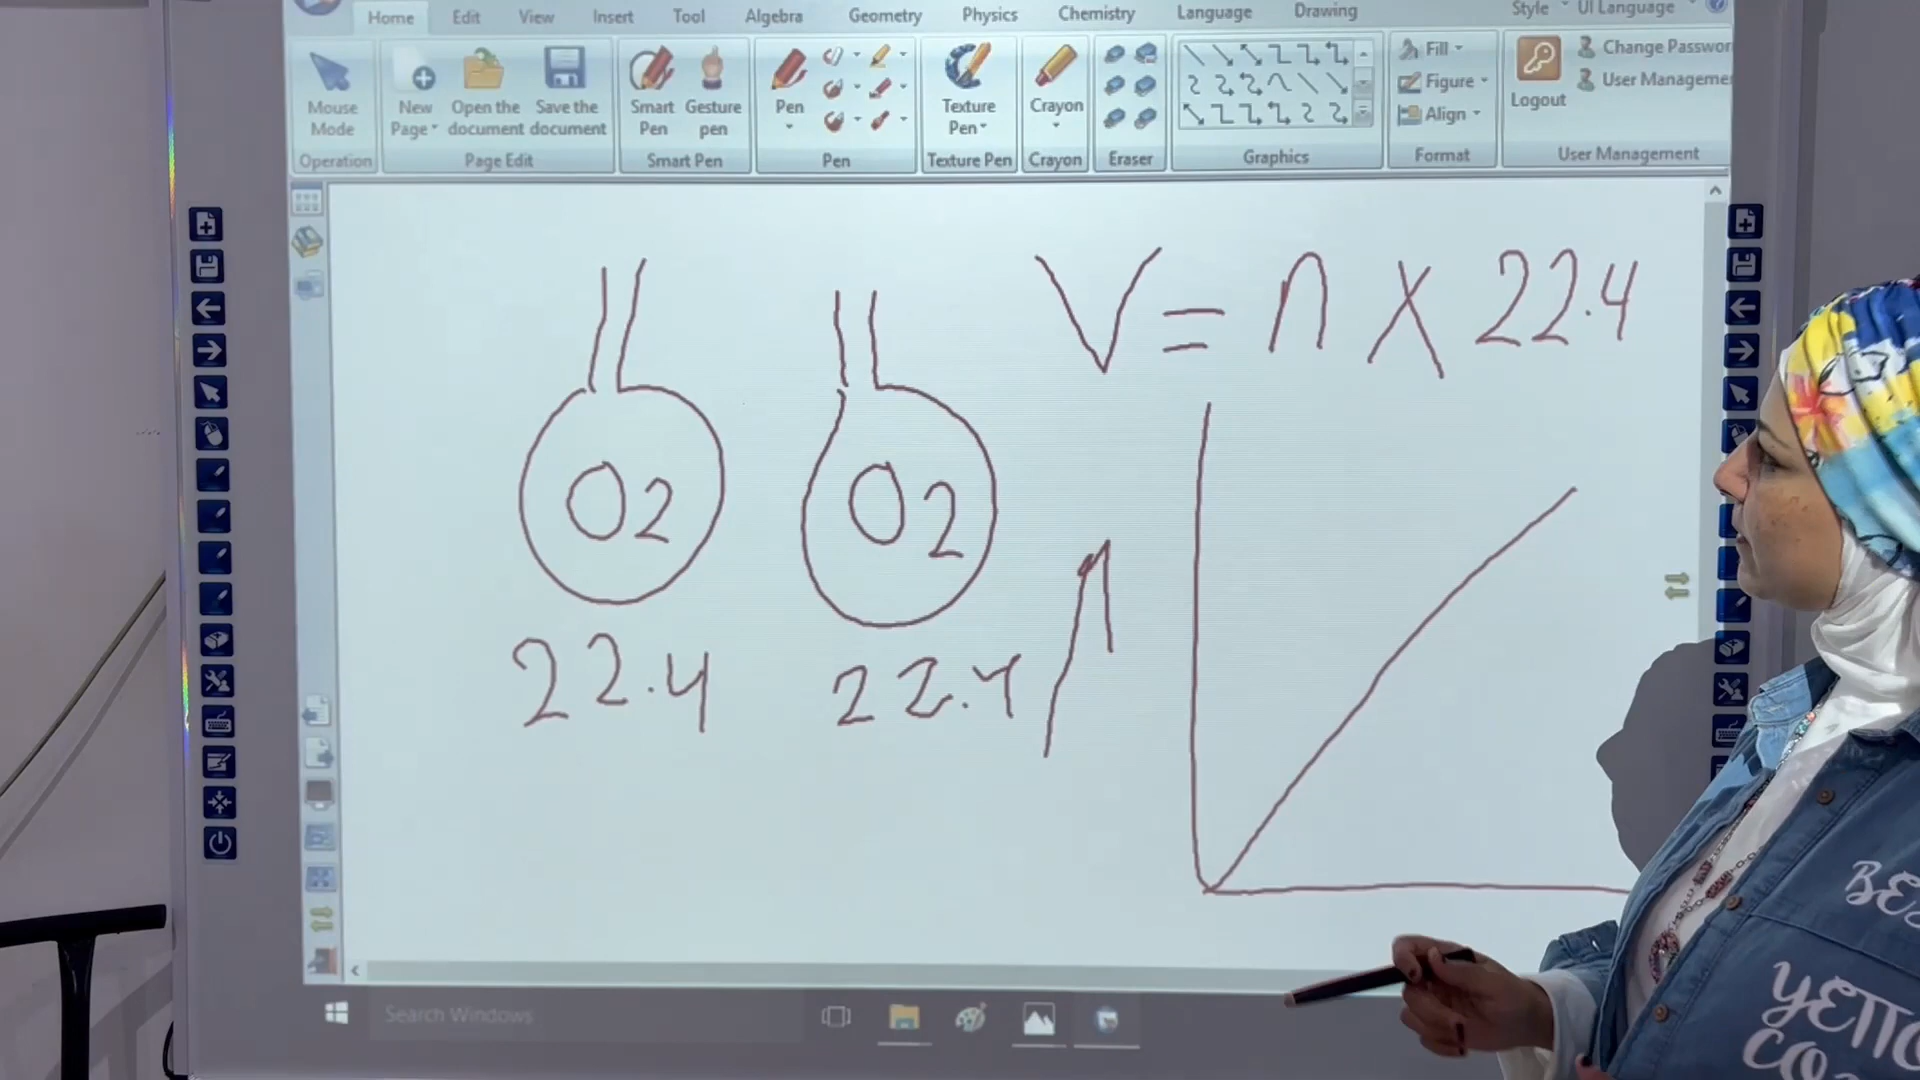 Home Edit View Insert Tool Algebra Geometry Physics Chemistry Language Drawing Style UI Language
Mouse Mode
New Page
Open the document
Save the document
Smart Pen
Gesture pen
Pen
Texture Pen
Crayon
Fill
Figure
Align
Logout
Change Passwor
User Manageme
Operation Page Edit Smart Pen Pen Texture Pen Crayon Eraser Graphics Format User Management
V = n X 22.4
O2 O2
22.4 22.4
n
Search Windows
BE
YETTO
CO